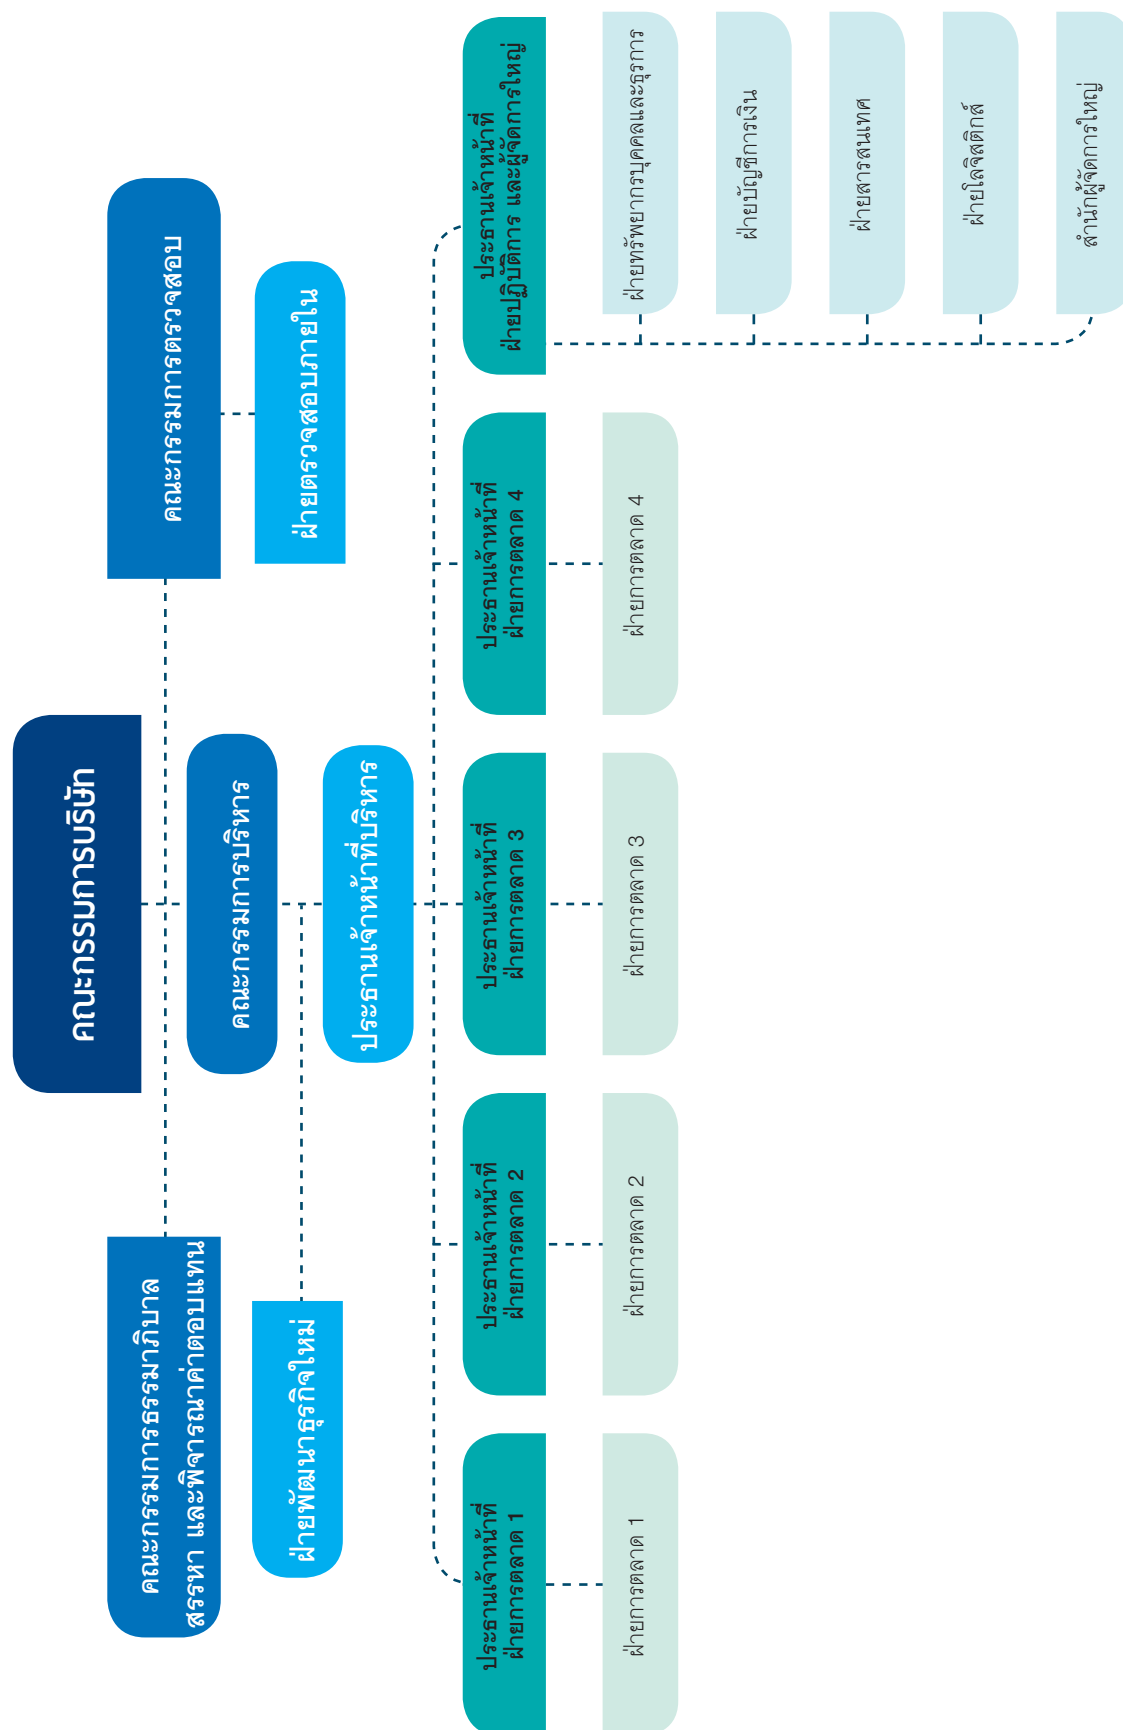 คณะกรรมการบริษัท
คณะกรรมการธรรมาภิบาล
สรรหา และพิจารณาค่าตอบแทน
คณะกรรมการตรวจสอบ
คณะกรรมการบริหาร
ฝ่ายพัฒนาธุรกิจใหม่
ฝ่ายตรวจสอบภายใน
ประธานเจ้าหน้าที่บริหาร
ประธานเจ้าหน้าที่
ฝ่ายการตลาด 1
ประธานเจ้าหน้าที่
ฝ่ายการตลาด 2
ประธานเจ้าหน้าที่
ฝ่ายการตลาด 3
ประธานเจ้าหน้าที่
ฝ่ายการตลาด 4
ประธานเจ้าหน้าที่
ฝ่ายปฏิบัติการ และผู้จัดการใหญ่
ฝ่ายการตลาด 1
ฝ่ายการตลาด 2
ฝ่ายการตลาด 3
ฝ่ายการตลาด 4
ฝ่ายทรัพยากรบุคคลและธุรการ
ฝ่ายบัญชีการเงิน
ฝ่ายสารสนเทศ
ฝ่ายโลจิสติกส์
สำนักผู้จัดการใหญ่